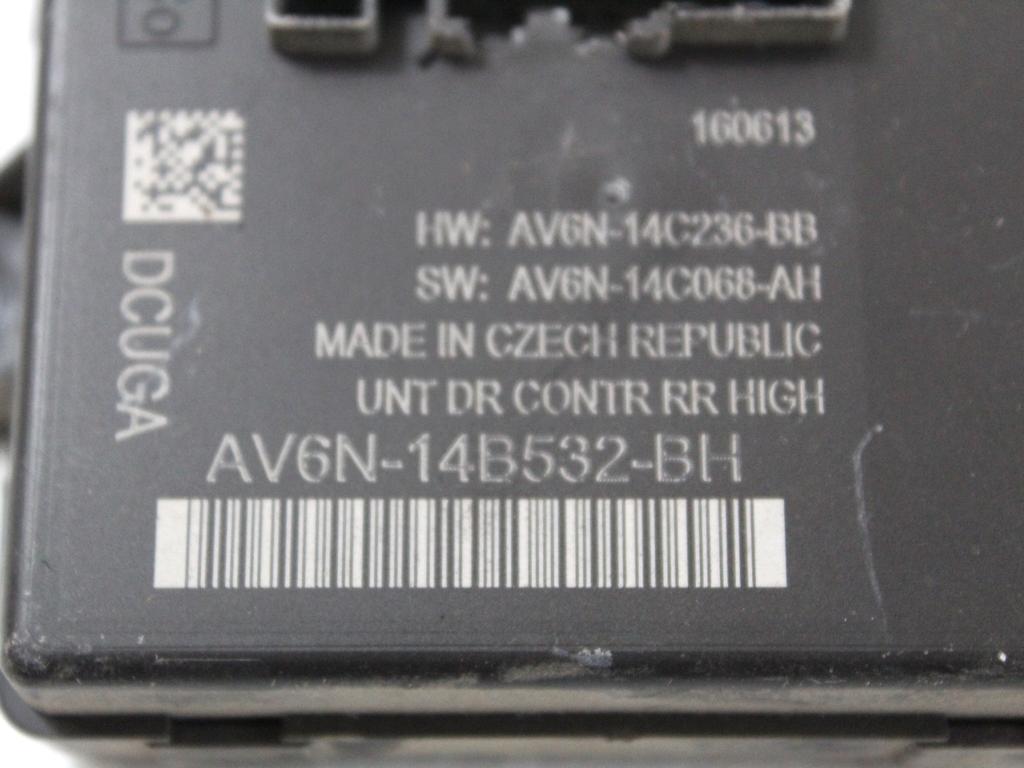 160613
HW: AV6N-14C236-BB
SW: AV6N-14C068-AH
MADE IN CZECH REPUBLIC
UNT DR CONTR RR HIGH
DCUGA
AV6N-14B532-BH